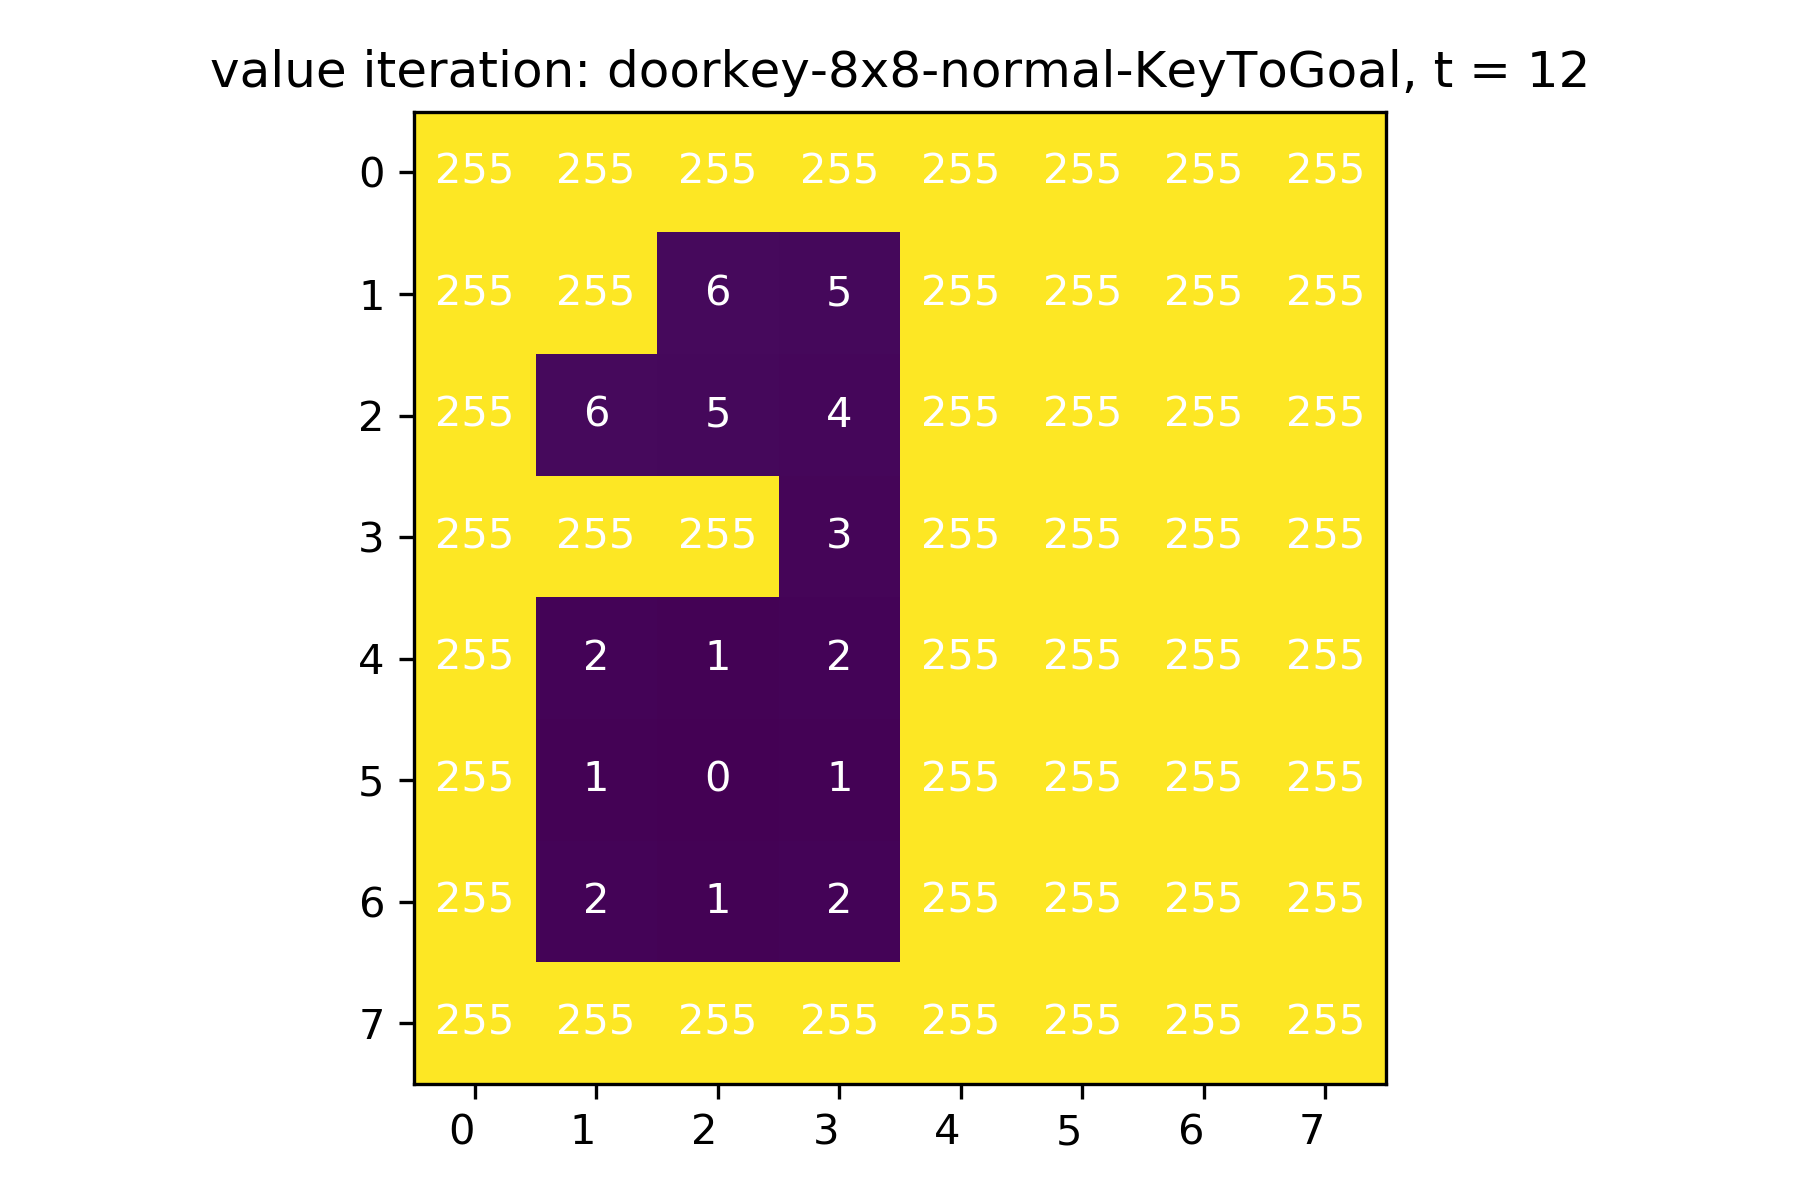 value iteration: doorkey-8x8-normal-KeyToGoal, t = 12
0 255 255 255 255 255 255 255 255
1 255 255 6 5 255 255 255 255
2 255 6 5 4 255 255 255 255
3 255 255 255 3 255 255 255 255
4 255 2 1 2 255 255 255 255
5 255 1 0 1 255 255 255 255
6 255 2 1 2 255 255 255 255
7 255 255 255 255 255 255 255 255
0 1 2 3 4 5 6 7